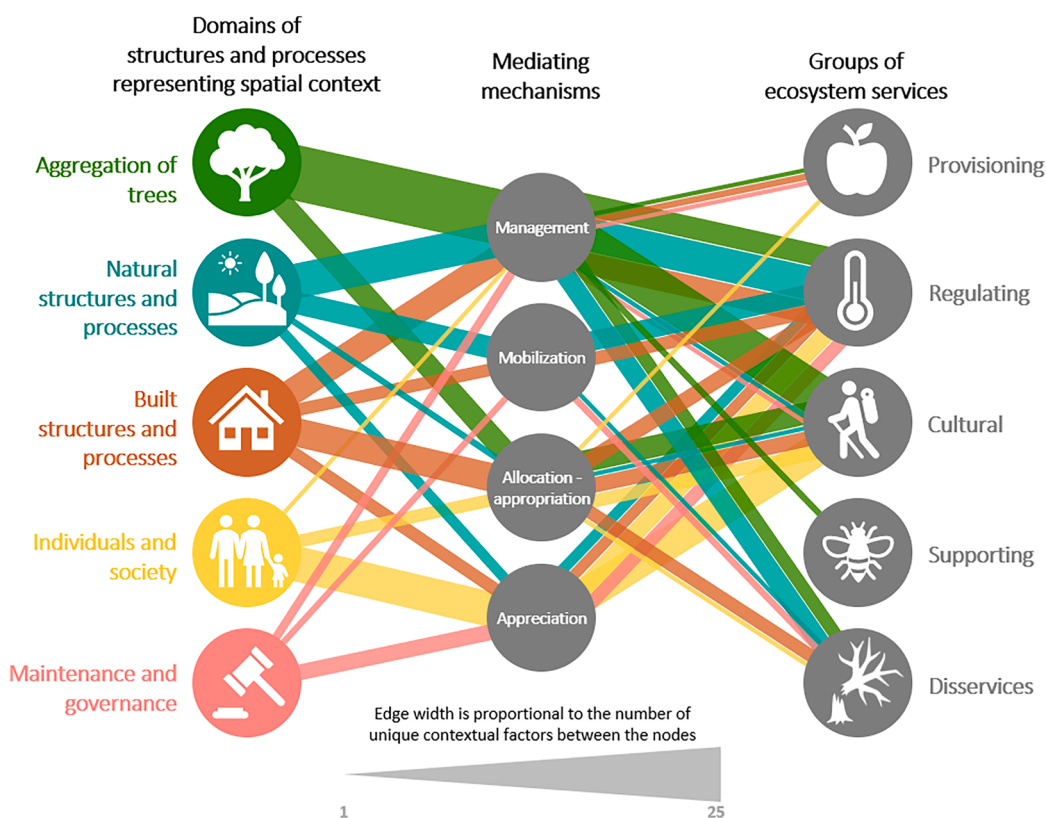 Domains of
structures and processes
representing spatial context
Mediating
mechanisms
Groups of
ecosystem services
Aggregation of
trees
Natural
structures and
processes
Built
structures and
processes
Individuals and
society
Maintenance and
governance
Management
Mobilization
Allocation -
appropriation
Appreciation
Provisioning
Regulating
Cultural
Supporting
Disservices
Edge width is proportional to the number of
unique contextual factors between the nodes
1
25